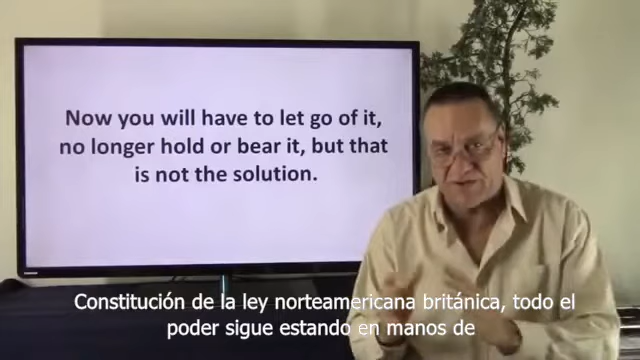 Now you will have to let go of it,
no longer hold or bear it, but that
is not the solution.
Constitución de la ley norteamericana británica, todo el
poder sigue estando en manos de